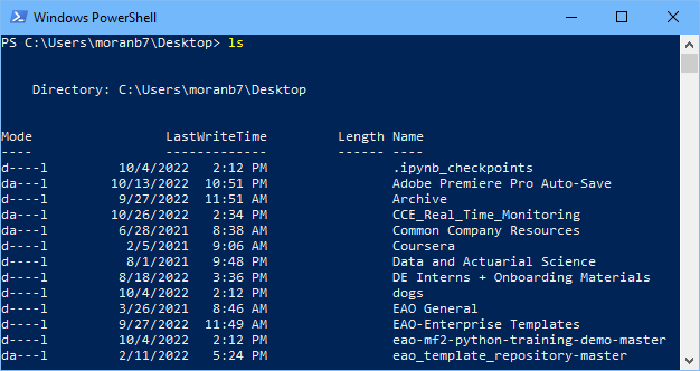 Windows PowerShell
PS C:\Users\moranb7\Desktop> ls
Directory: C:\Users\moranb7\Desktop
Mode LastWriteTime Length Name
---- ------------- ------ ----
d----l 10/4/2022 2:12 PM .ipynb_checkpoints
da---l 10/13/2022 10:51 PM Adobe Premiere Pro Auto-Save
d----l 9/27/2022 11:51 AM Archive
da---l 10/26/2022 2:34 PM CCE_Real_Time_Monitoring
da---l 6/28/2021 8:38 AM Common Company Resources
d----l 2/5/2021 9:06 AM Coursera
d----l 8/1/2021 9:48 PM Data and Actuarial Science
d----l 8/18/2022 3:36 PM DE Interns + Onboarding Materials
d----l 10/4/2022 2:12 PM dogs
d----l 3/26/2021 8:46 AM EAO General
d----l 9/27/2022 11:49 AM EAO-Enterprise Templates
d----l 10/4/2022 2:12 PM eao-mf2-python-training-demo-master
da---l 2/11/2022 5:24 PM eao_template_repository-master